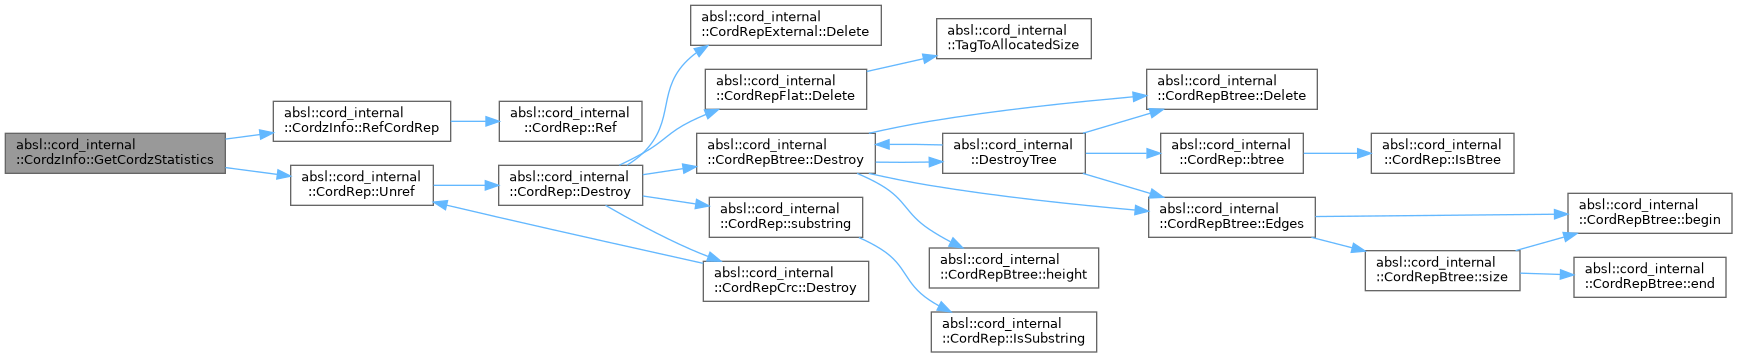 absl::cord_internal
::CordzInfo::GetCordzStatistics
absl::cord_internal
::CordzInfo::RefCordRep
absl::cord_internal
::CordRep::Ref
absl::cord_internal
::CordRep::Unref
absl::cord_internal
::CordRep::Destroy
absl::cord_internal
::CordRepExternal::Delete
absl::cord_internal
::CordRepFlat::Delete
absl::cord_internal
::TagToAllocatedSize
absl::cord_internal
::CordRepBtree::Destroy
absl::cord_internal
::CordRep::substring
absl::cord_internal
::CordRepCrc::Destroy
absl::cord_internal
::DestroyTree
absl::cord_internal
::CordRepBtree::height
absl::cord_internal
::CordRep::IsSubstring
absl::cord_internal
::CordRepBtree::Delete
absl::cord_internal
::CordRep::btree
absl::cord_internal
::CordRep::IsBtree
absl::cord_internal
::CordRepBtree::Edges
absl::cord_internal
::CordRepBtree::size
absl::cord_internal
::CordRepBtree::begin
absl::cord_internal
::CordRepBtree::end